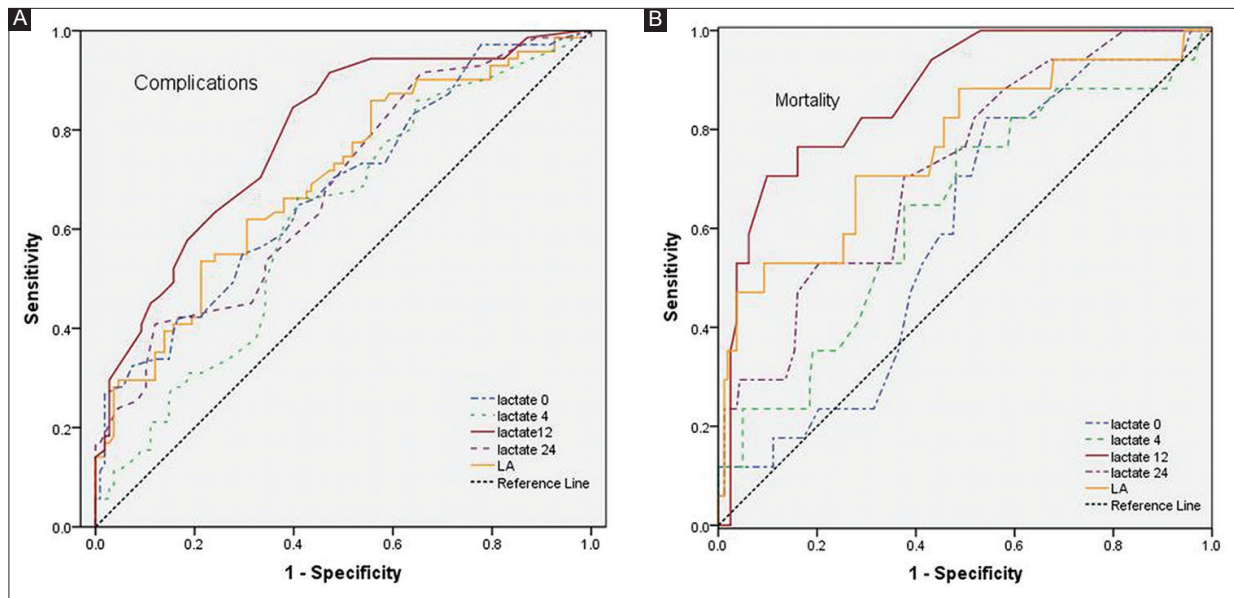 A
Complications
1.0
0.8
0.6
0.4
0.2
0.0
Sensitivity
0.0 0.2 0.4 0.6 0.8 1.0
1 - Specificity
lactate 0
lactate 4
lactate12
lactate 24
LA
Reference Line
B
Mortality
1.0
0.8
0.6
0.4
0.2
0.0
Sensitivity
0.0 0.2 0.4 0.6 0.8 1.0
1 - Specificity
lactate 0
lactate 4
lactate 12
lactate 24
LA
Reference Line